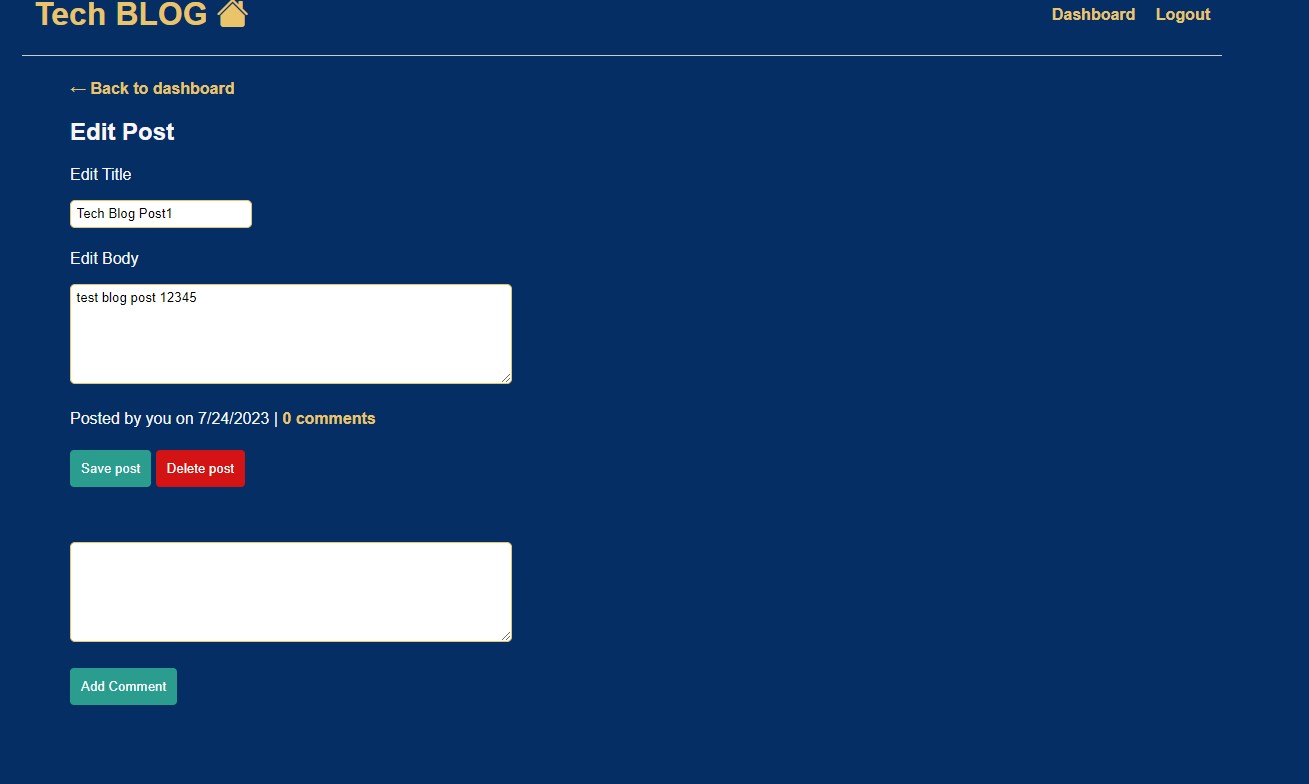 Tech BLOG
Dashboard Logout
← Back to dashboard
Edit Post
Edit Title
Tech Blog Post1
Edit Body
test blog post 12345
Posted by you on 7/24/2023 | 0 comments
Save post Delete post
Add Comment